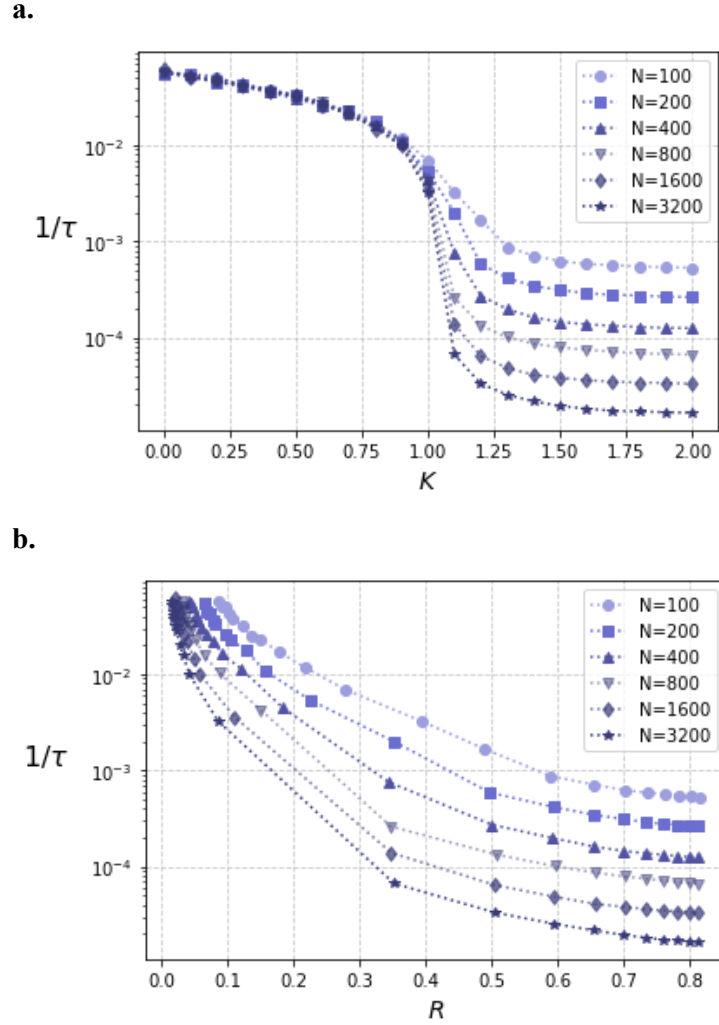 a.
10⁻²
10⁻³
10⁻⁴
1/τ
0.00 0.25 0.50 0.75 1.00 1.25 1.50 1.75 2.00
K
N=100
N=200
N=400
N=800
N=1600
N=3200
b.
10⁻²
10⁻³
10⁻⁴
1/τ
0.0 0.1 0.2 0.3 0.4 0.5 0.6 0.7 0.8
R
N=100
N=200
N=400
N=800
N=1600
N=3200